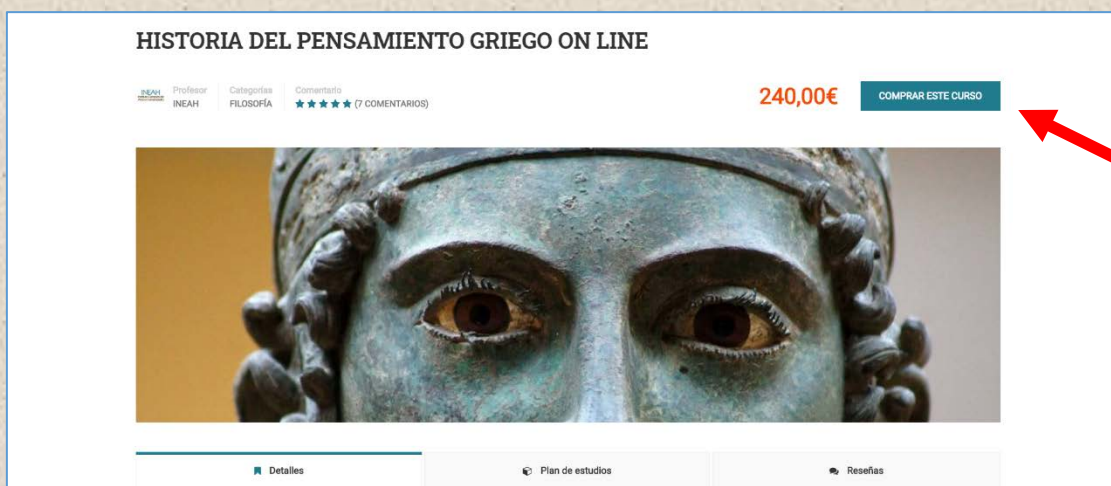 HISTORIA DEL PENSAMIENTO GRIEGO ON LINE
INEAH
Profesor Categorías Comentario
INEAH FILOSOFÍA (7 COMENTARIOS)
240,00€ COMPRAR ESTE CURSO
Detalles Plan de estudios Reseñas